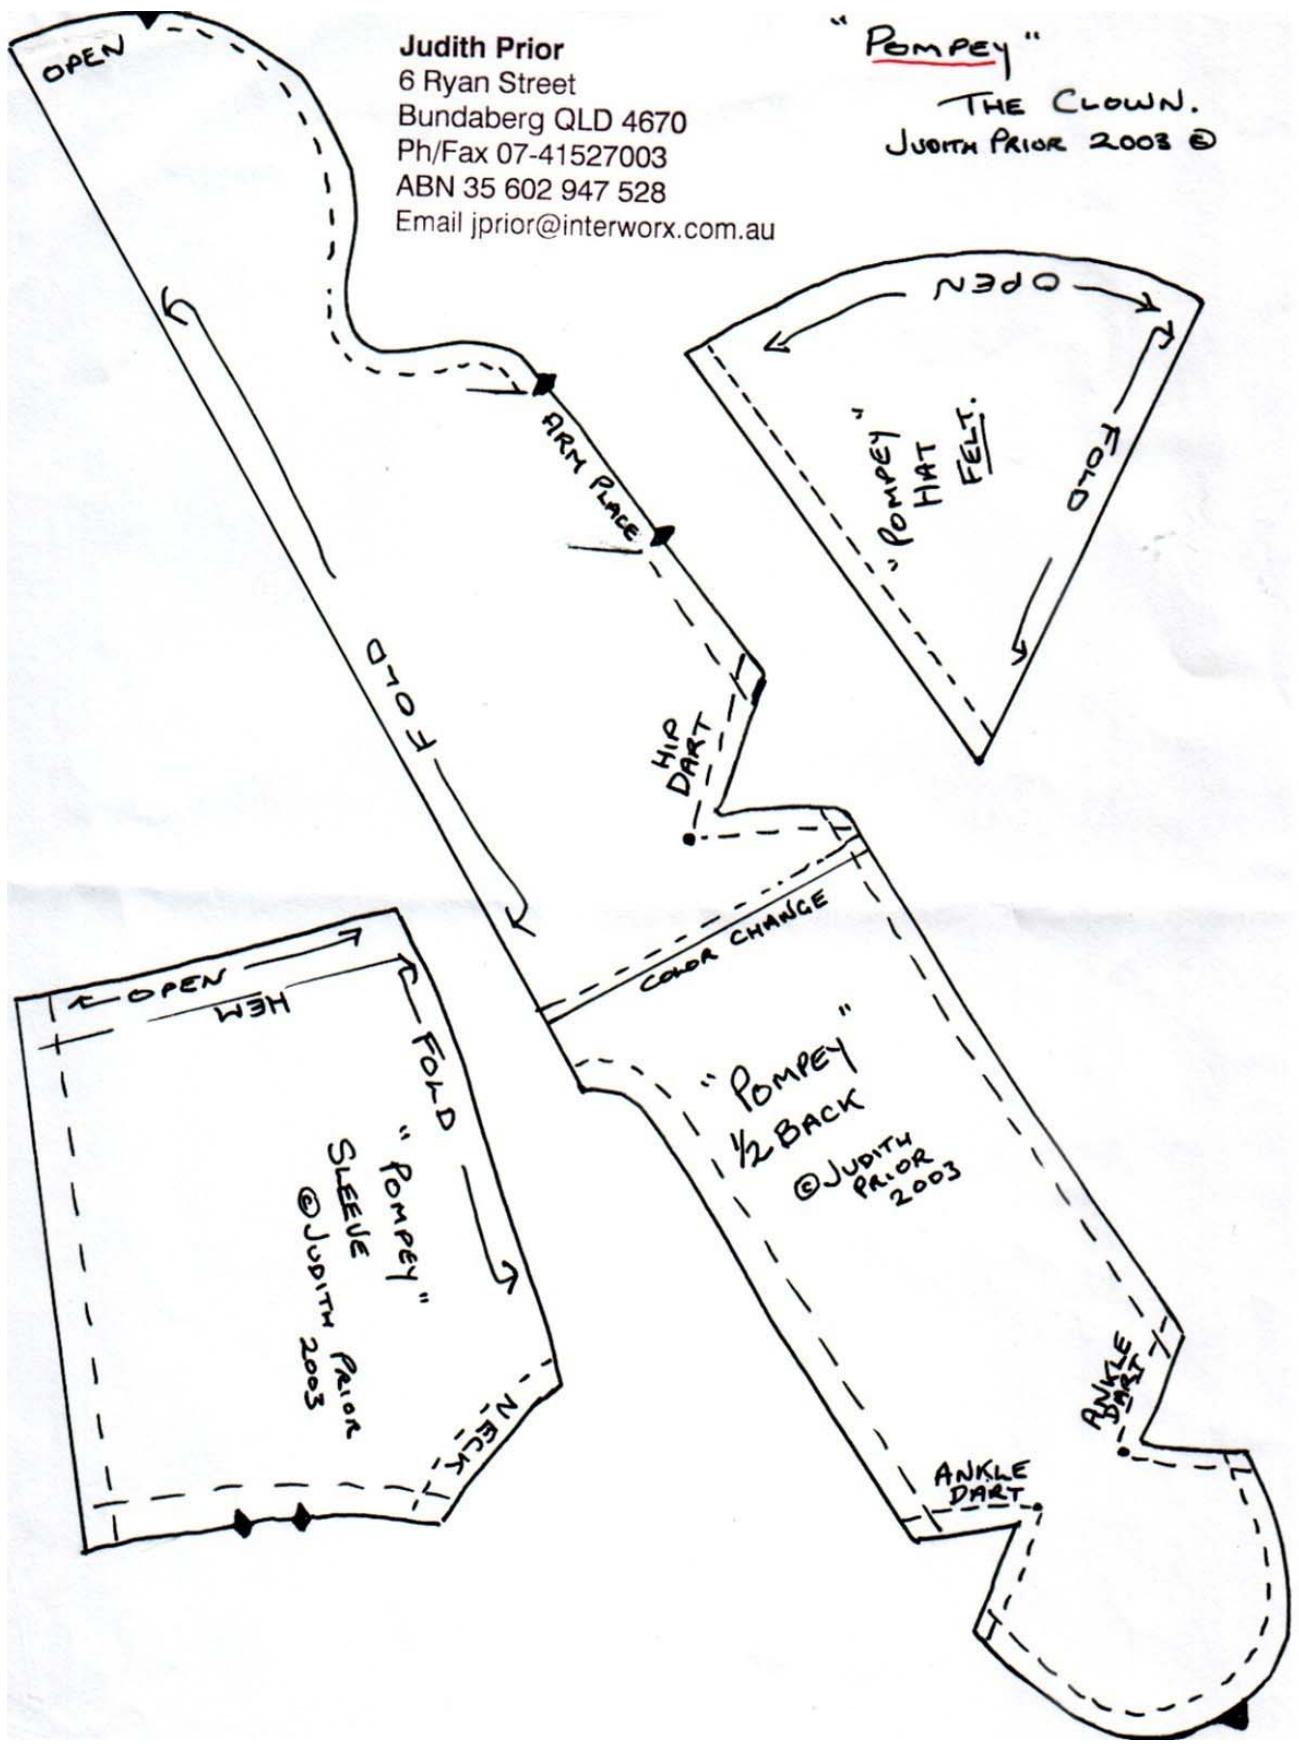 Judith Prior
6 Ryan Street
Bundaberg QLD 4670
Ph/Fax 07-41527003
ABN 35 602 947 528
Email jprior@interworx.com.au
"POMPEY"
THE CLOWN.
JUDITH PRIOR 2003 ©
OPEN
OPEN
FOLD
"POMPEY"
HAT
FELT.
ARM PLACE
FOLD
HIP
DART
COLOR CHANGE
"POMPEY"
1/2 BACK
© JUDITH
PRIOR
2003
ANKLE
DART
ANKLE
DART
OPEN
HEM
FOLD
"POMPEY"
SLEEVE
© JUDITH PRIOR
2003
NECK